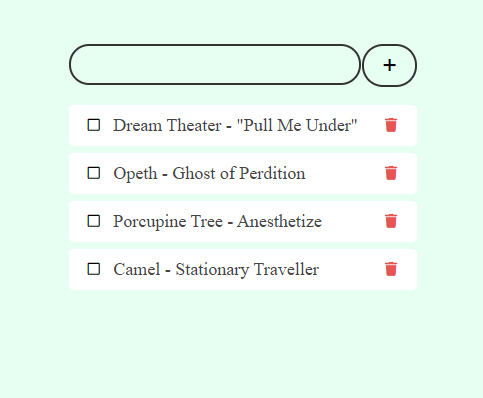 +
Dream Theater - "Pull Me Under"
Opeth - Ghost of Perdition
Porcupine Tree - Anesthetize
Camel - Stationary Traveller